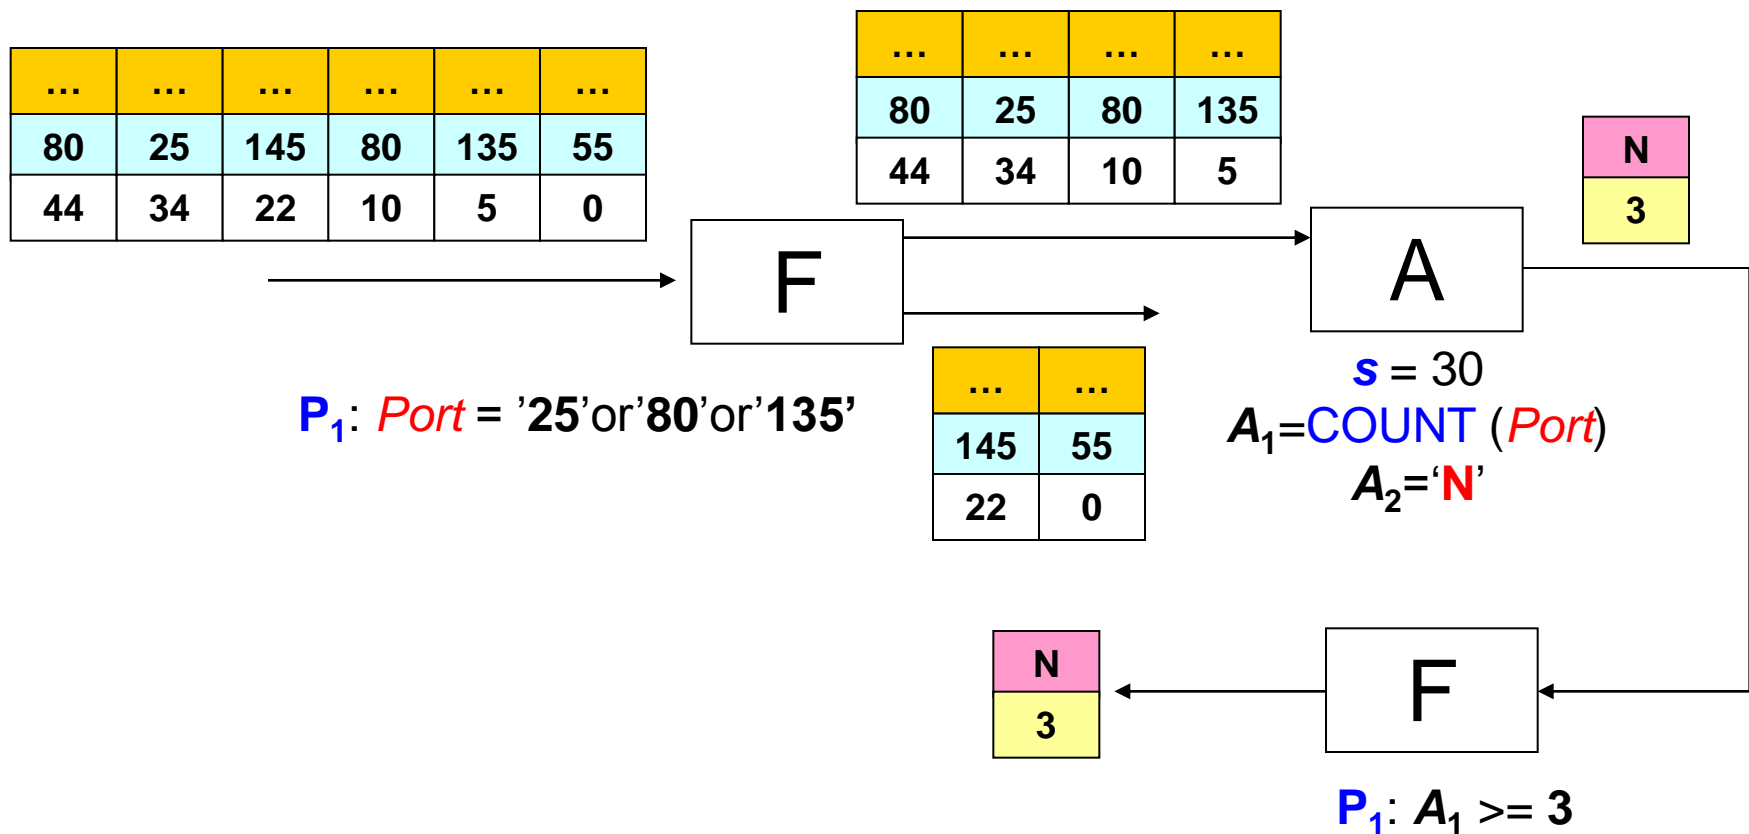 … … … … … …
80 25 145 80 135 55
44 34 22 10 5 0
… … … …
80 25 80 135
44 34 10 5
N
3
F
A
P1: Port = ’25’or’80’or’135’
… …
145 55
22 0
s = 30
A1=COUNT (Port)
A2=‘N’
N
3
F
P1: A1 >= 3